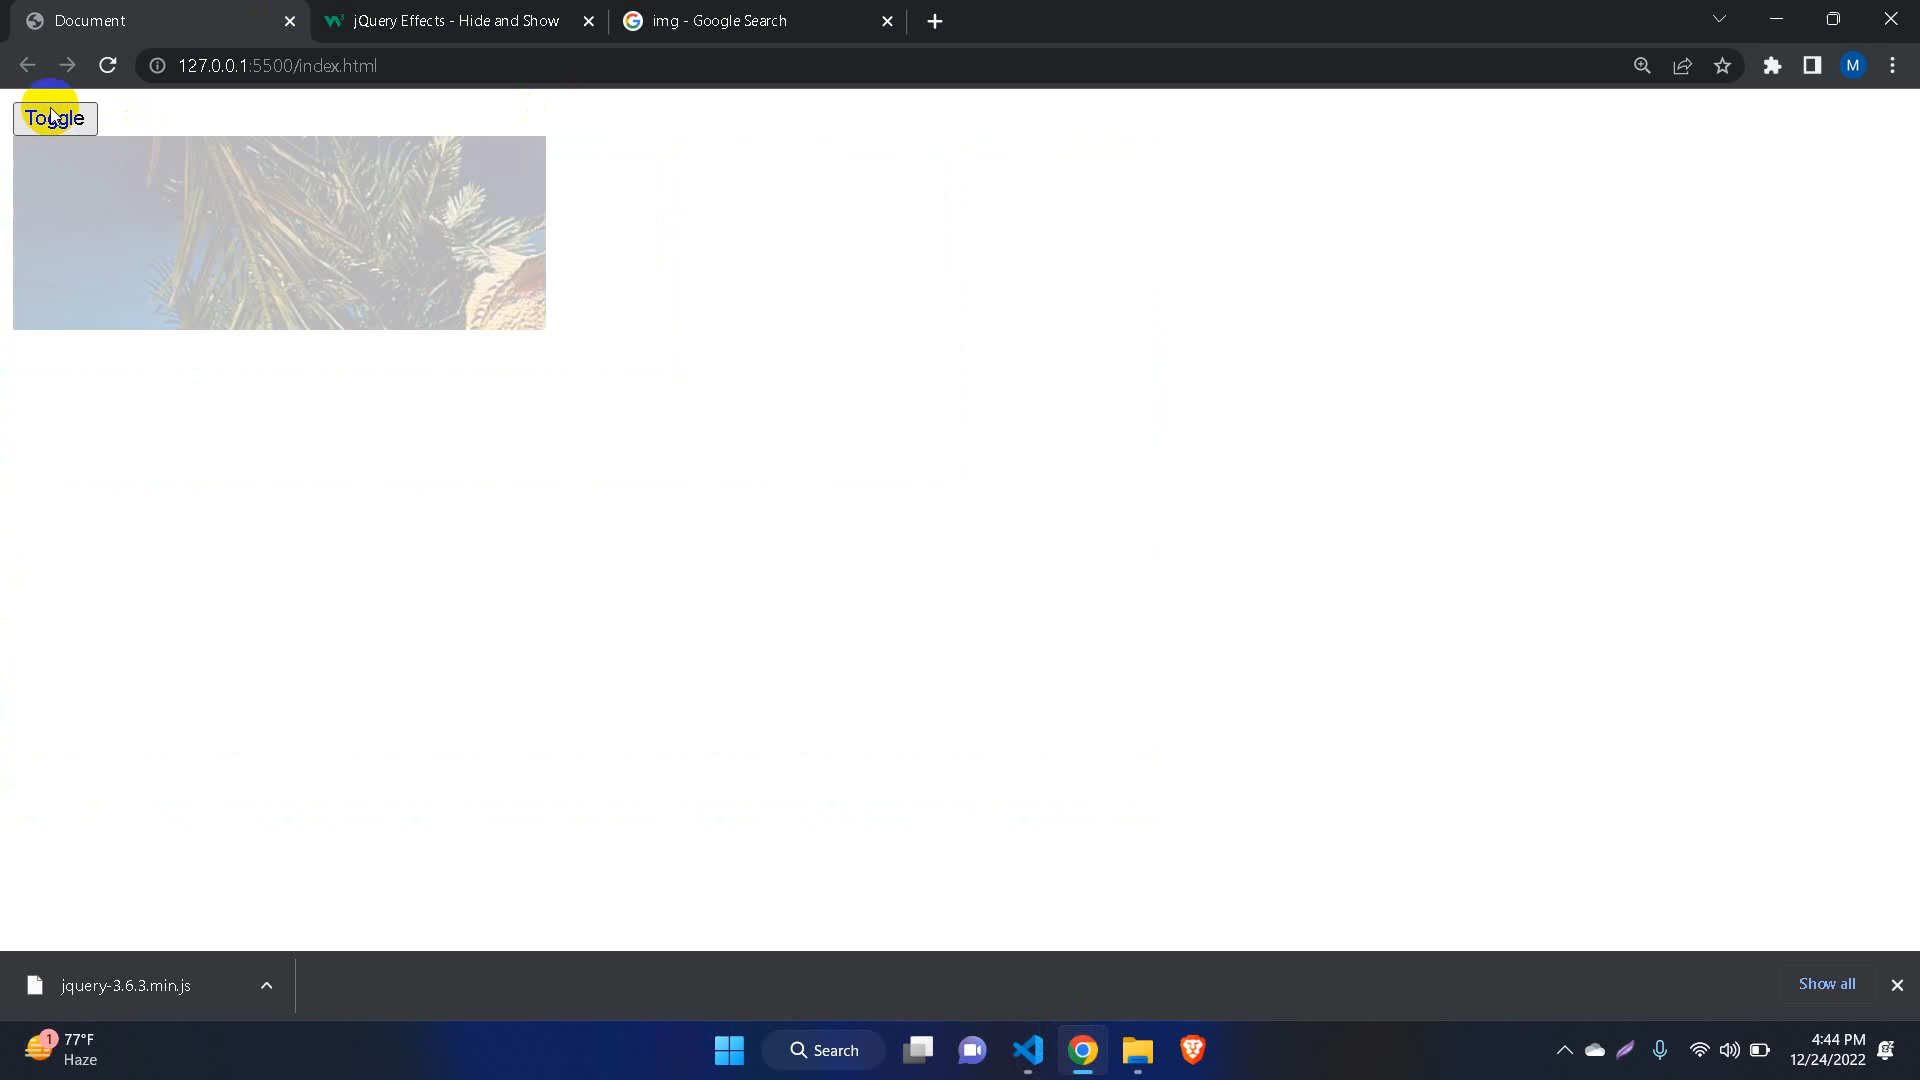 Document
jQuery Effects - Hide and Show
img - Google Search
127.0.0.1:5500/index.html
M
Toggle
jquery-3.6.3.min.js
Show all
1
77°F
Haze
Search
4:44 PM
12/24/2022